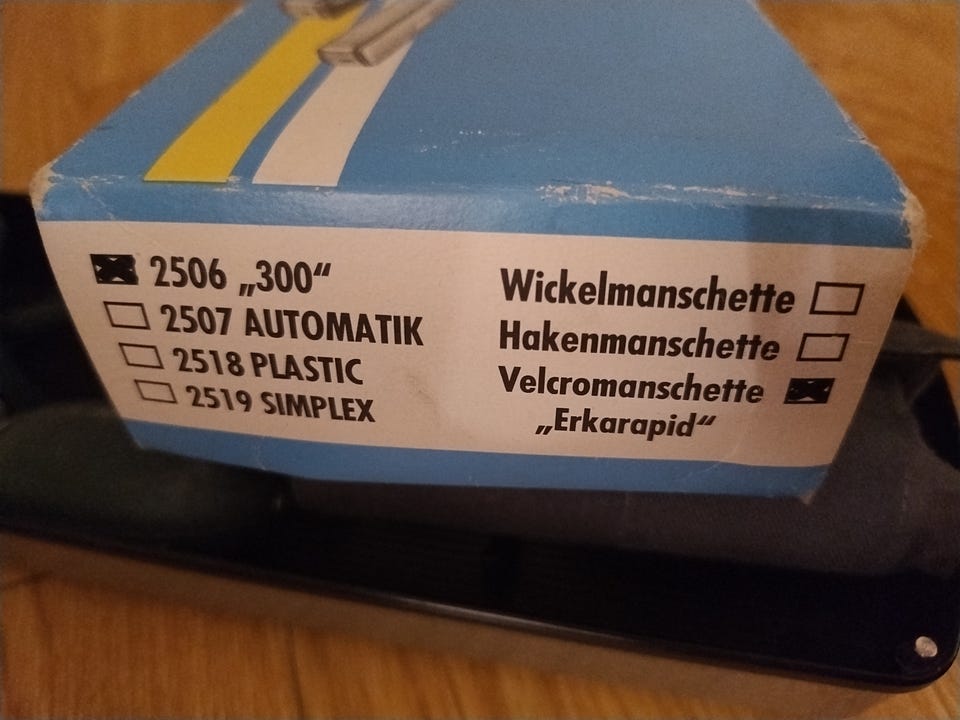 2506 „300“
2507 AUTOMATIK
2518 PLASTIC
2519 SIMPLEX
Wickelmanschette
Hakenmanschette
Velcromanschette
„Erkarapid“